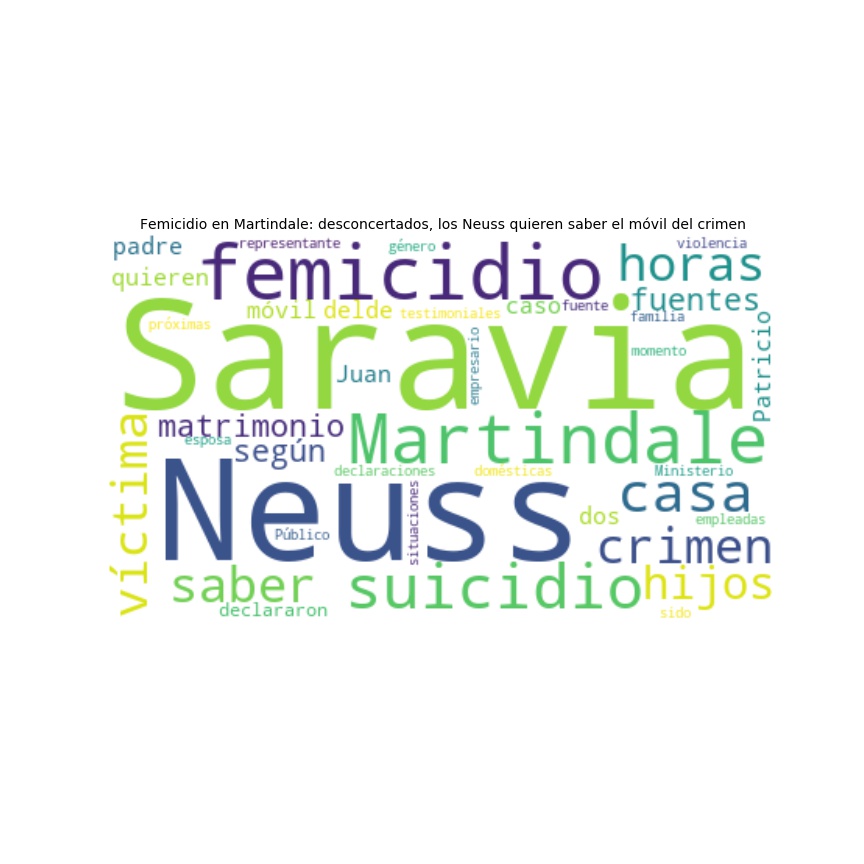 Femicidio en Martindale: desconcertados, los Neuss quieren saber el móvil del crimen
padre
representante
género
violencia
quieren
femicidio
horas
fuentes
móvil
delde
testimoniales
caso
fuente
familia
próximas
Saravia
Juan
empresario
momento
Patricio
matrimonio
esposa
según
Martindale
víctima
Neuss
declaraciones
domésticas
Ministerio
casa
Público
situaciones
dos
empleadas
crimen
saber
suicidio
hijos
declararon
sido